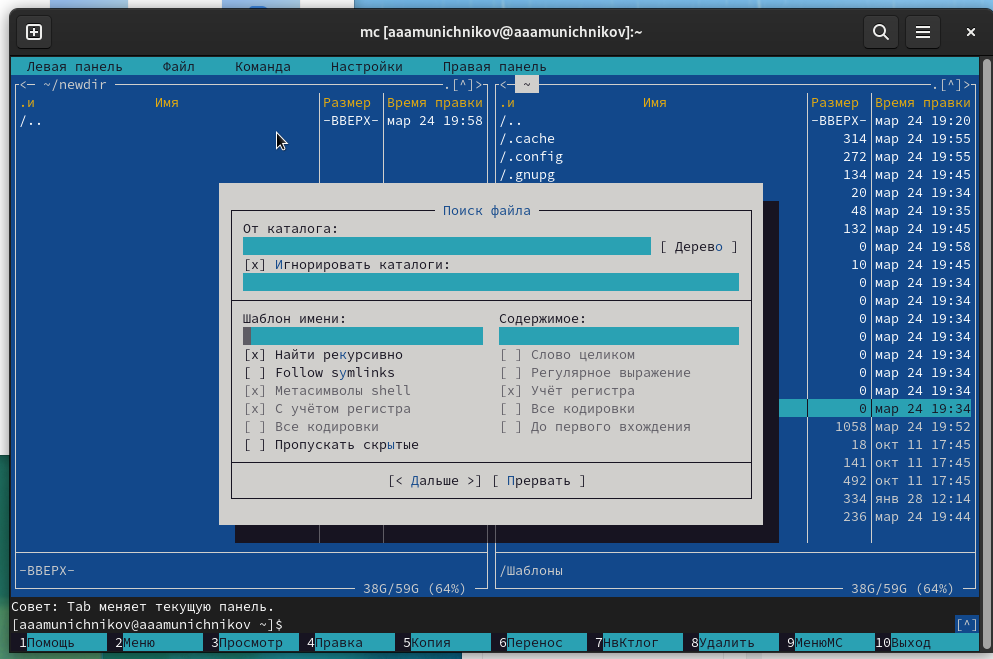 mc [aaamunichnikov@aaamunichnikov]:~
Левая панель Файл Команда Настройки Правая панель
<─ ~/newdir .[^]> <─ ~ .[^]>
.и Имя Размер Время правки .и Имя Размер Время правки
/.. -ВВЕРХ- мар 24 19:58 /.. -ВВЕРХ- мар 24 19:20
/.cache 314 мар 24 19:55
/.config 272 мар 24 19:55
/.gnupg 134 мар 24 19:45
20 мар 24 19:34
Поиск файла 48 мар 24 19:35
От каталога: 132 мар 24 19:45
[ Дерево ] 0 мар 24 19:58
[x] Игнорировать каталоги: 10 мар 24 19:45
0 мар 24 19:34
0 мар 24 19:34
Шаблон имени: Содержимое: 0 мар 24 19:34
0 мар 24 19:34
[x] Найти рекурсивно [ ] Слово целиком 0 мар 24 19:34
[ ] Follow symlinks [ ] Регулярное выражение 0 мар 24 19:34
[x] Метасимволы shell [x] Учёт регистра 0 мар 24 19:34
[x] С учётом регистра [ ] Все кодировки 0 мар 24 19:34
[ ] Все кодировки [ ] До первого вхождения 1058 мар 24 19:52
[ ] Пропускать скрытые 18 окт 11 17:45
141 окт 11 17:45
[< Дальше >] [ Прервать ] 492 окт 11 17:45
334 янв 28 12:14
236 мар 24 19:44
-ВВЕРХ- /Шаблоны
38G/59G (64%) 38G/59G (64%)
Совет: Tab меняет текущую панель.
[aaamunichnikov@aaamunichnikov ~]$ [^]
1Помощь 2Меню 3Просмотр 4Правка 5Копия 6Перенос 7НвКтлог 8Удалить 9МенюМС 10Выход